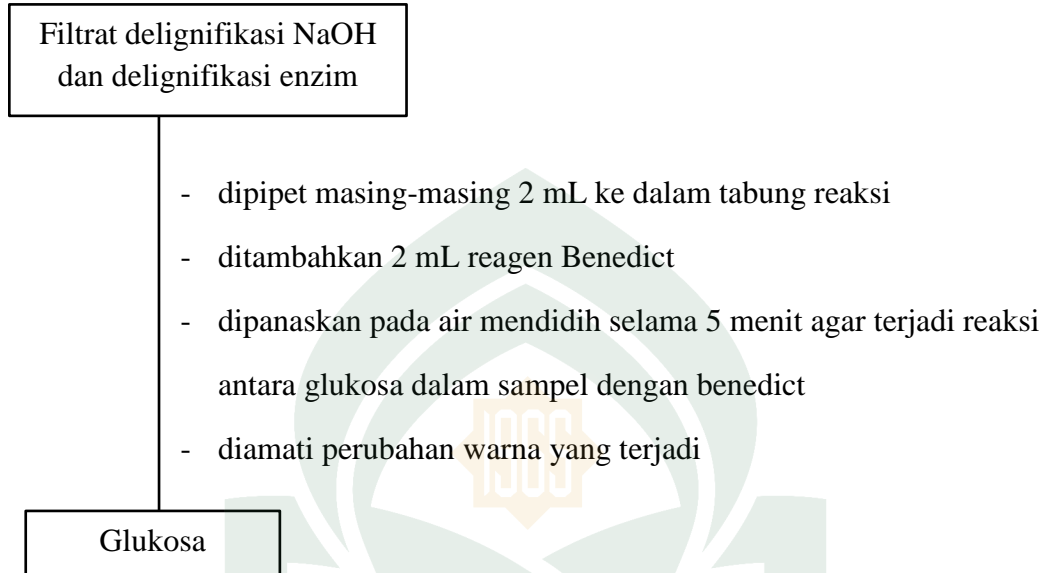 Filtrat delignifikasi NaOH
dan delignifikasi enzim
- dipipet masing-masing 2 mL ke dalam tabung reaksi
- ditambahkan 2 mL reagen Benedict
- dipanaskan pada air mendidih selama 5 menit agar terjadi reaksi
antara glukosa dalam sampel dengan benedict
- diamati perubahan warna yang terjadi
1965
Glukosa